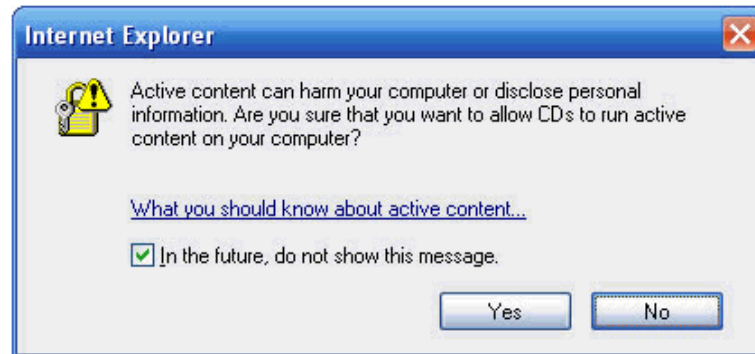 Internet Explorer
Active content can harm your computer or disclose personal
information. Are you sure that you want to allow CDs to run active
content on your computer?
What you should know about active content...
In the future, do not show this message.
Yes No